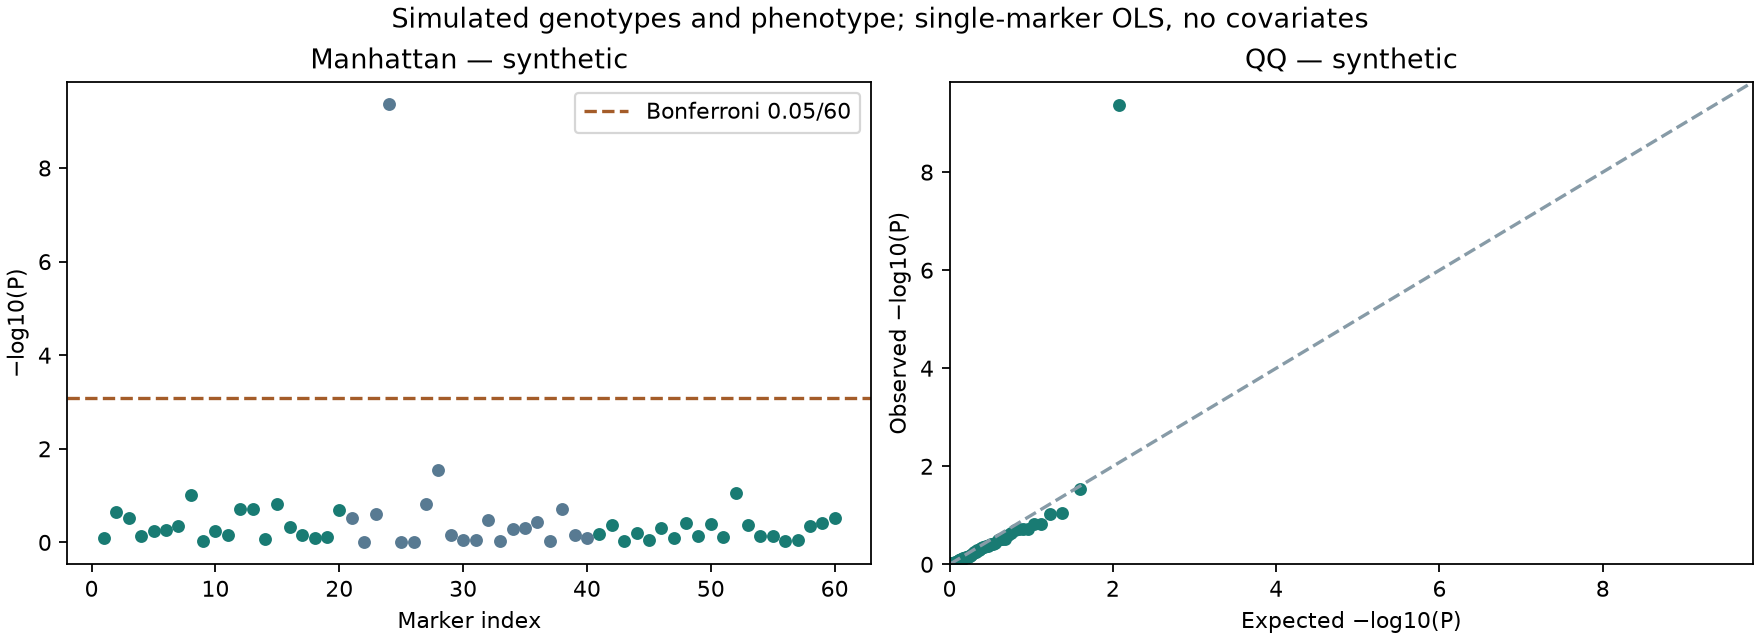 Simulated genotypes and phenotype; single-marker OLS, no covariates
Manhattan — synthetic
Bonferroni 0.05/60
−log10(P)
8
6
4
2
0
0 10 20 30 40 50 60
Marker index
QQ — synthetic
Observed −log10(P)
8
6
4
2
0
0 2 4 6 8
Expected −log10(P)